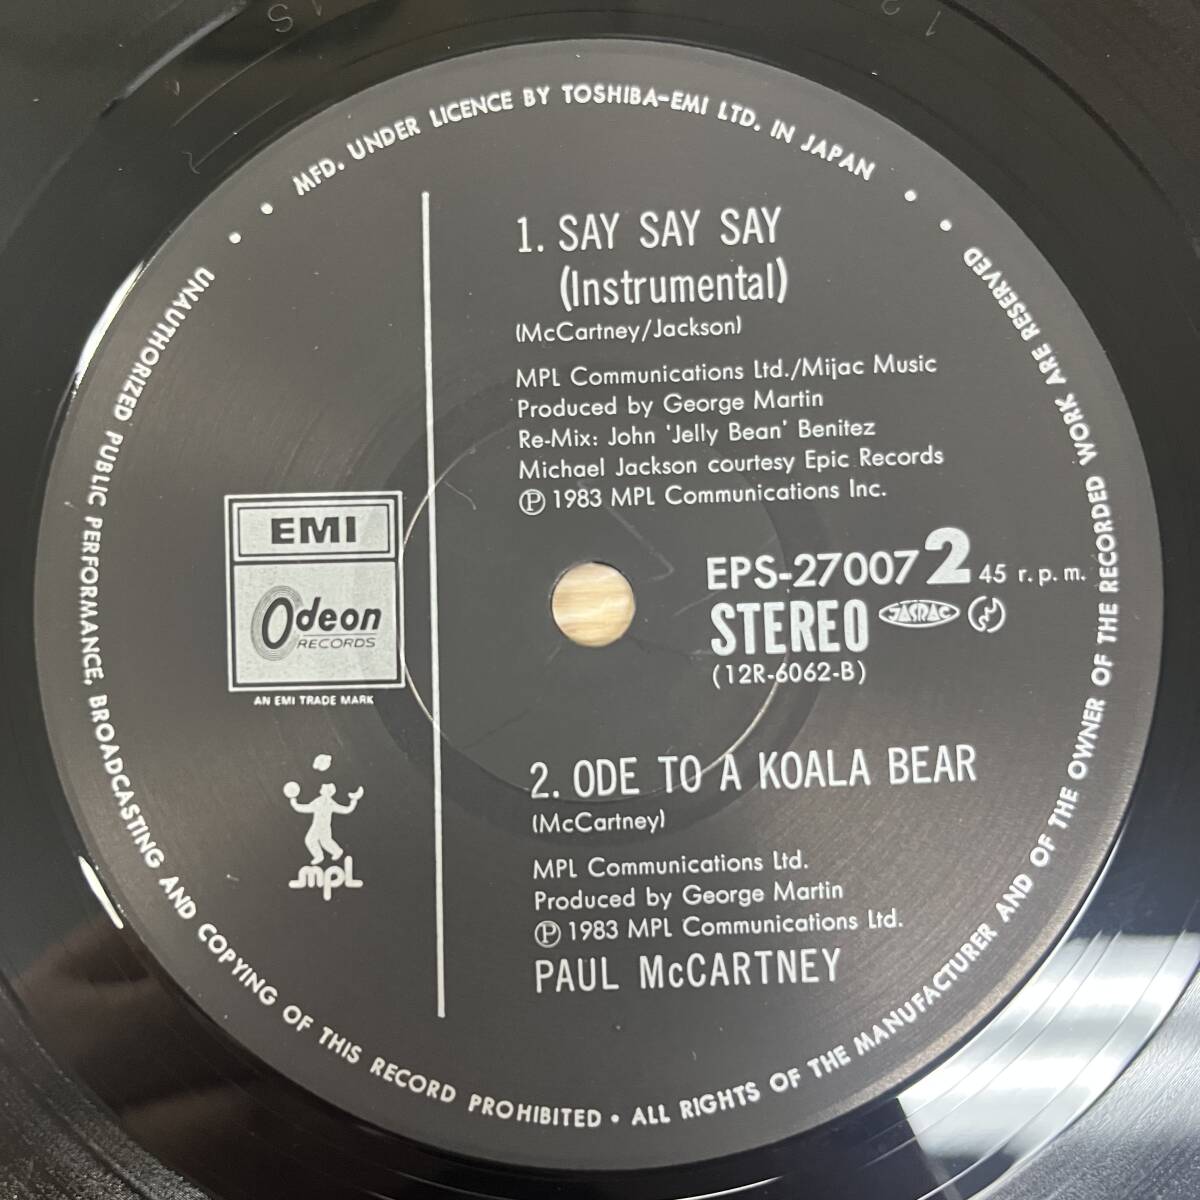 MFD. UNDER LICENCE BY TOSHIBA-EMI LTD. IN JAPAN
1. SAY SAY SAY
(Instrumental)
(McCartney/Jackson)
MPL Communications Ltd./Mijac Music
Produced by George Martin
Re-Mix: John 'Jelly Bean' Benitez
Michael Jackson courtesy Epic Records
Ⓟ 1983 MPL Communications Inc.
EMI
Odeon
RECORDS
AN EMI TRADE MARK
EPS-27007 2 45 r.p.m.
STEREO JASRAC
(12R-6062-B)
mpL
2. ODE TO A KOALA BEAR
(McCartney)
MPL Communications Ltd.
Produced by George Martin
Ⓟ 1983 MPL Communications Ltd.
PAUL McCARTNEY
UNAUTHORIZED PUBLIC PERFORMANCE, BROADCASTING AND COPYING OF THIS RECORD PROHIBITED • ALL RIGHTS OF THE MANUFACTURER AND OF THE OWNER OF THE RECORDED WORK ARE RESERVED